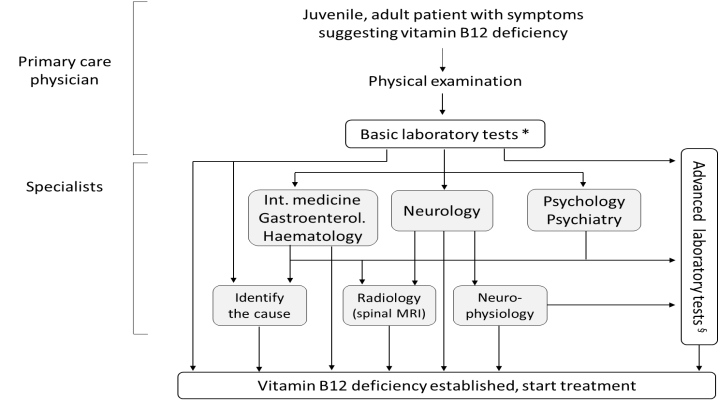 Juvenile, adult patient with symptoms
suggesting vitamin B12 deficiency
Primary care
physician
Physical examination
Basic laboratory tests *
Specialists
Int. medicine
Gastroenterol.
Haematology
Neurology
Psychology
Psychiatry
Advanced laboratory tests §
Identify
the cause
Radiology
(spinal MRI)
Neuro-
physiology
Vitamin B12 deficiency established, start treatment